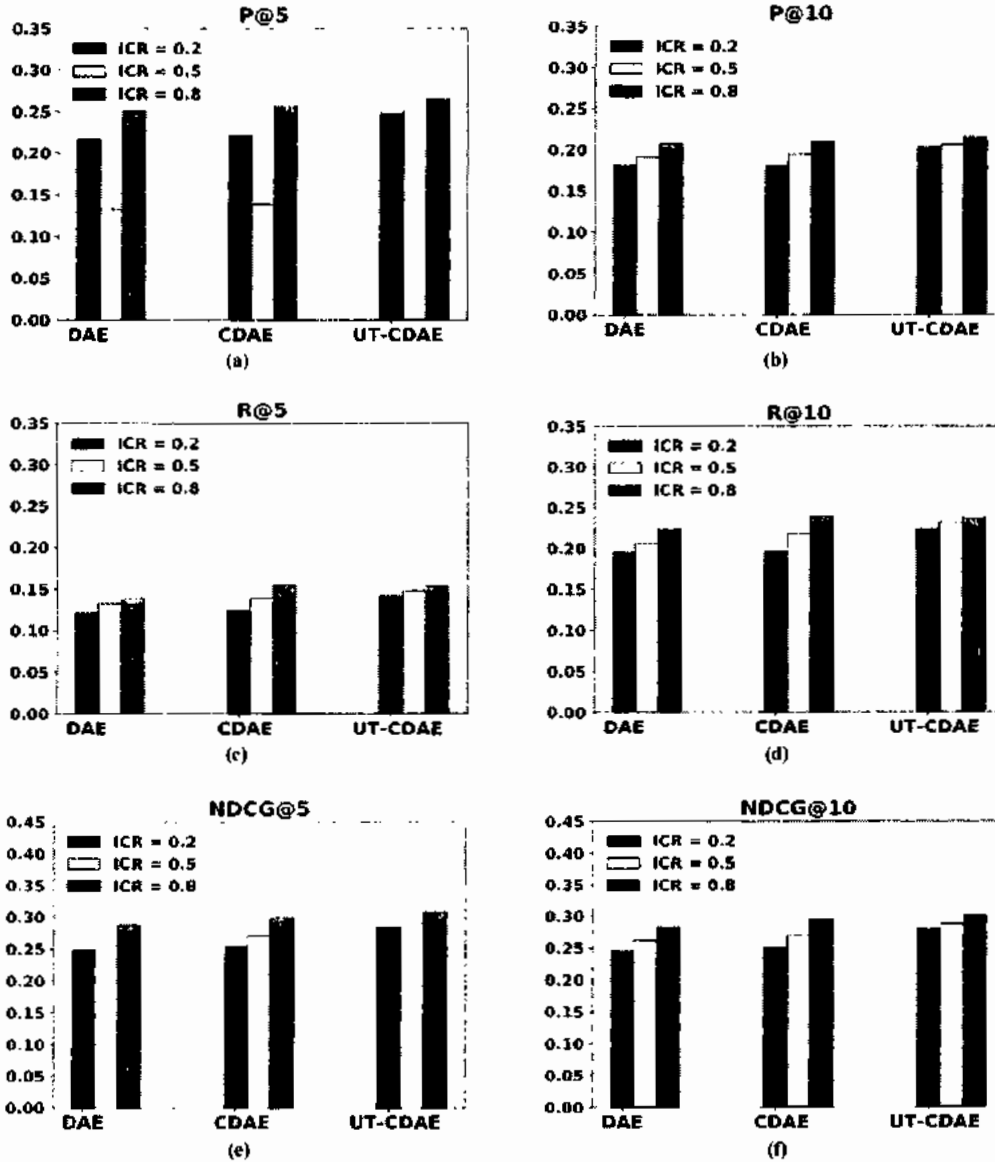 P@5
0.35
0.30
0.25
0.20
0.15
0.10
0.05
0.00
ICR = 0.2
ICR = 0.5
ICR = 0.8
DAE CDAE UT-CDAE
(a)
P@10
0.35
0.30
0.25
0.20
0.15
0.10
0.05
0.00
ICR = 0.2
ICR = 0.5
ICR = 0.8
DAE CDAE UT-CDAE
(b)
R@5
0.35
0.30
0.25
0.20
0.15
0.10
0.05
0.00
ICR = 0.2
ICR = 0.5
ICR = 0.8
DAE CDAE UT-CDAE
(c)
R@10
0.35
0.30
0.25
0.20
0.15
0.10
0.05
0.00
ICR = 0.2
ICR = 0.5
ICR = 0.8
DAE CDAE UT-CDAE
(d)
NDCG@5
0.45
0.40
0.35
0.30
0.25
0.20
0.15
0.10
0.05
0.00
ICR = 0.2
ICR = 0.5
ICR = 0.8
DAE CDAE UT-CDAE
(e)
NDCG@10
0.45
0.40
0.35
0.30
0.25
0.20
0.15
0.10
0.05
0.00
ICR = 0.2
ICR = 0.5
ICR = 0.8
DAE CDAE UT-CDAE
(f)